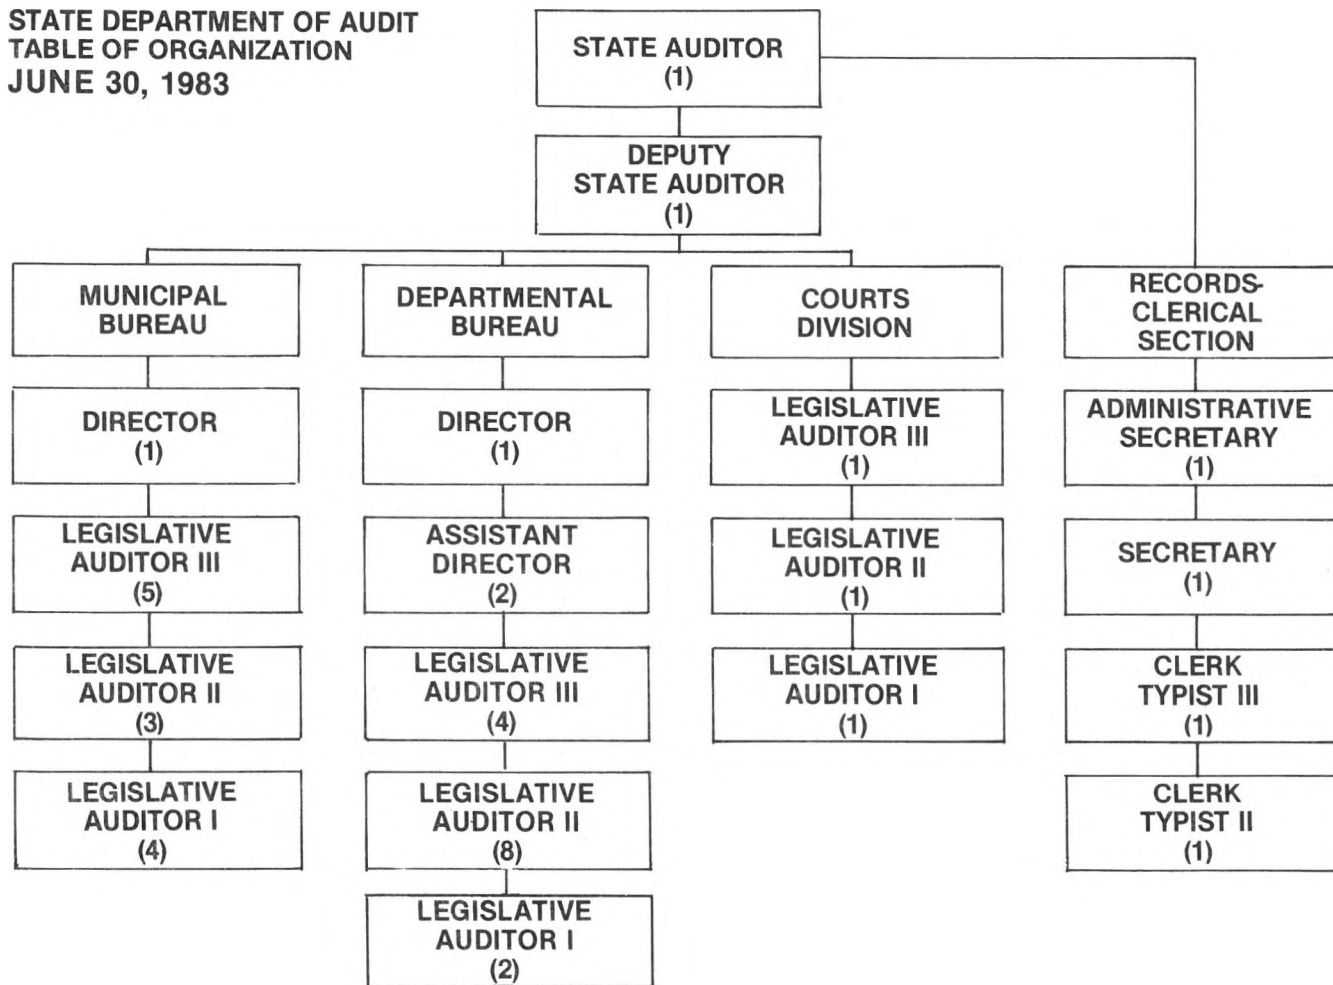 STATE DEPARTMENT OF AUDIT
TABLE OF ORGANIZATION
JUNE 30, 1983
STATE AUDITOR
(1)
DEPUTY
STATE AUDITOR
(1)
MUNICIPAL
BUREAU
DIRECTOR
(1)
LEGISLATIVE
AUDITOR III
(5)
LEGISLATIVE
AUDITOR II
(3)
LEGISLATIVE
AUDITOR I
(4)
DEPARTMENTAL
BUREAU
DIRECTOR
(1)
ASSISTANT
DIRECTOR
(2)
LEGISLATIVE
AUDITOR III
(4)
LEGISLATIVE
AUDITOR II
(8)
LEGISLATIVE
AUDITOR I
(2)
COURTS
DIVISION
LEGISLATIVE
AUDITOR III
(1)
LEGISLATIVE
AUDITOR II
(1)
LEGISLATIVE
AUDITOR I
(1)
RECORDS-
CLERICAL
SECTION
ADMINISTRATIVE
SECRETARY
(1)
SECRETARY
(1)
CLERK
TYPIST III
(1)
CLERK
TYPIST II
(1)